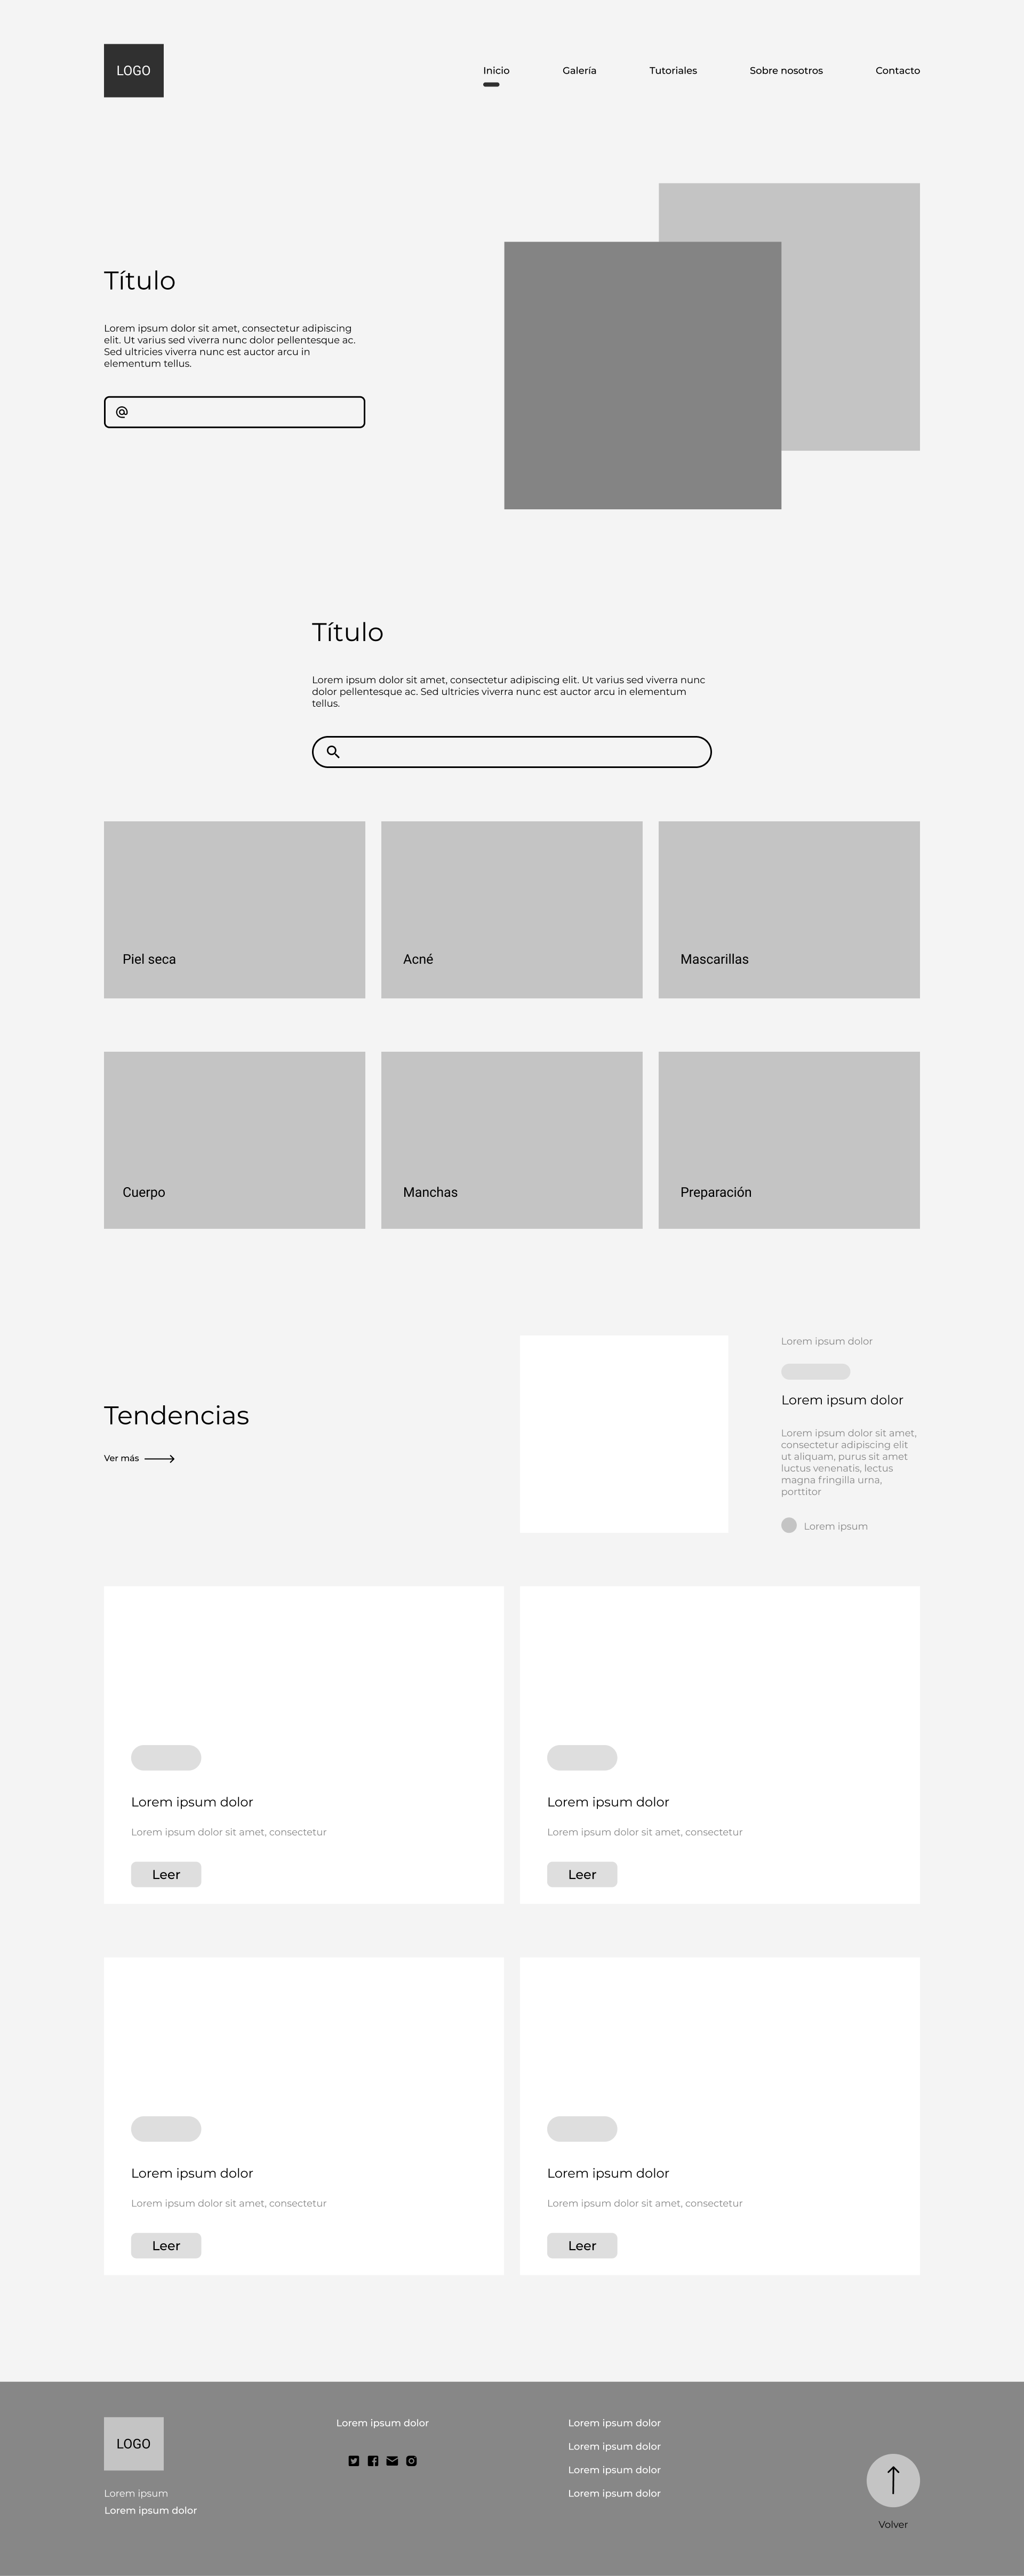 LOGO
Inicio
Galería
Tutoriales
Sobre nosotros
Contacto
Título
Lorem ipsum dolor sit amet, consectetur adipiscing
elit. Ut varius sed viverra nunc dolor pellentesque ac.
Sed ultricies viverra nunc est auctor arcu in
elementum tellus.
@
Título
Lorem ipsum dolor sit amet, consectetur adipiscing elit. Ut varius sed viverra nunc
dolor pellentesque ac. Sed ultricies viverra nunc est auctor arcu in elementum
tellus.
Piel seca
Acné
Mascarillas
Cuerpo
Manchas
Preparación
Tendencias
Ver más
Lorem ipsum dolor
Lorem ipsum dolor
Lorem ipsum dolor sit amet,
consectetur adipiscing elit
ut aliquam, purus sit amet
luctus venenatis, lectus
magna fringilla urna,
porttitor
Lorem ipsum
Lorem ipsum dolor
Lorem ipsum dolor sit amet, consectetur
Leer
Lorem ipsum dolor
Lorem ipsum dolor sit amet, consectetur
Leer
Lorem ipsum dolor
Lorem ipsum dolor sit amet, consectetur
Leer
Lorem ipsum dolor
Lorem ipsum dolor sit amet, consectetur
Leer
LOGO
Lorem ipsum
Lorem ipsum dolor
Lorem ipsum dolor
Lorem ipsum dolor
Lorem ipsum dolor
Lorem ipsum dolor
Lorem ipsum dolor
Volver